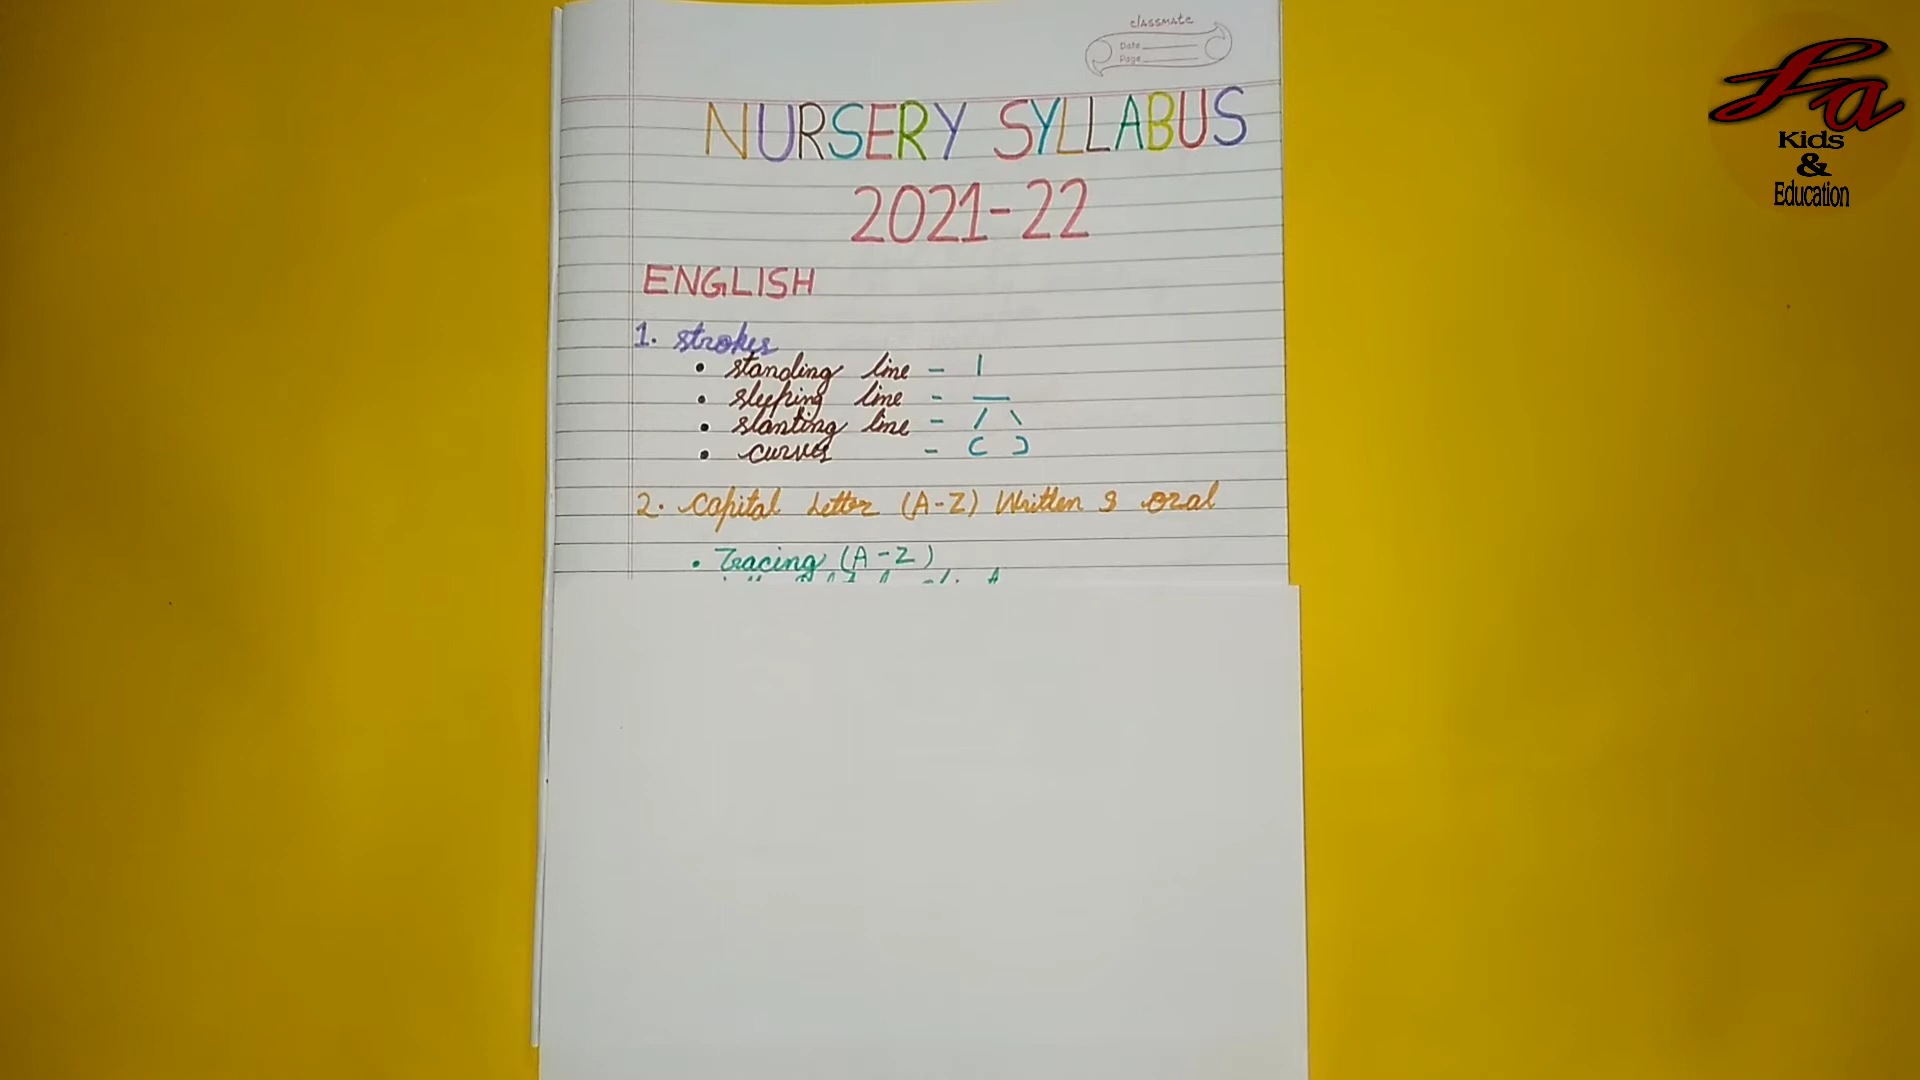 classmate
Date
Page
NURSERY SYLLABUS
2021-22
ENGLISH
1. strokes
• standing line - |
• sleeping line - —
• slanting line - / \
• curves - ( )
2. Capital Letter (A-Z) Written & oral
• Tracing (A-Z)
La
Kids
&
Education